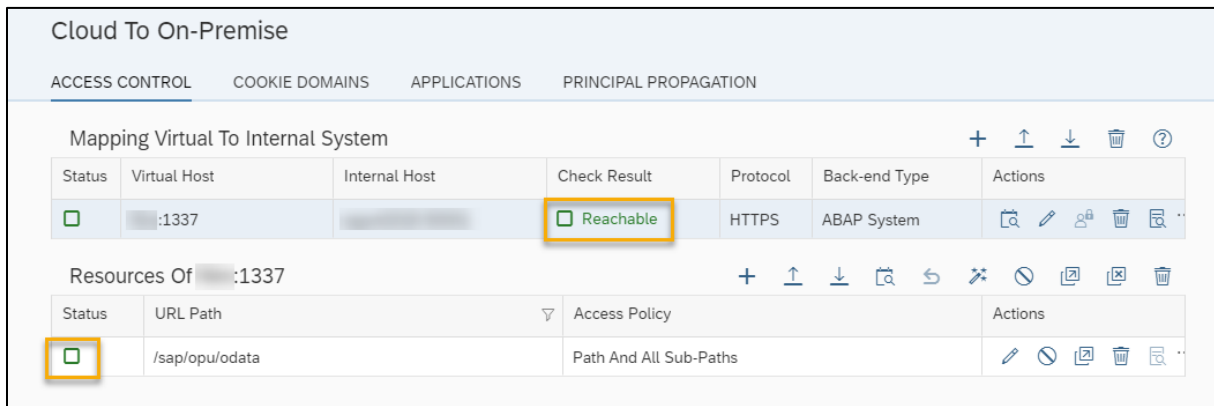 Cloud To On-Premise
ACCESS CONTROL COOKIE DOMAINS APPLICATIONS PRINCIPAL PROPAGATION
Mapping Virtual To Internal System
Status Virtual Host Internal Host Check Result Protocol Back-end Type Actions
:1337 Reachable HTTPS ABAP System
Resources Of :1337
Status URL Path Access Policy Actions
/sap/opu/odata Path And All Sub-Paths